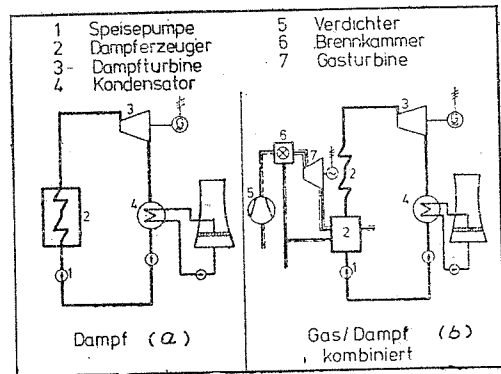 1 Speisepumpe
2 Dampferzeuger
3- Dampfturbine
4 Kondensator
5 Verdichter
6 Brennkammer
7 Gasturbine
3
G
2
4
1
Dampf (a)
3
G
6
7
2
5
4
2
1
Gas/Dampf (b)
kombiniert